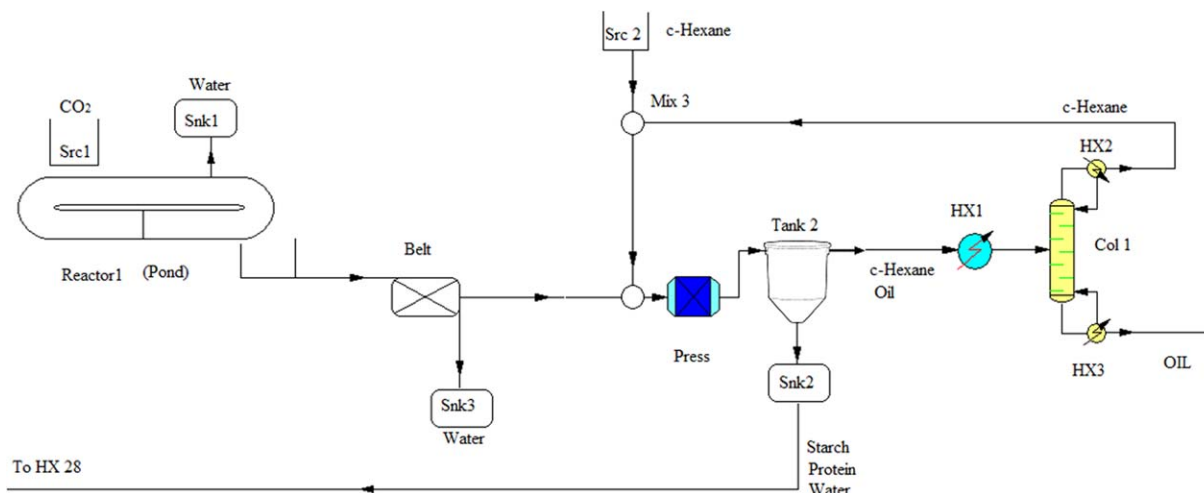 Src 2
c-Hexane
Mix 3
c-Hexane
Water
Snk1
CO₂
Src1
HX2
Reactor1 (Pond)
Belt
Tank 2
HX1
Col 1
c-Hexane
Oil
Press
HX3
OIL
Snk2
Snk3
Water
To HX 28
Starch
Protein
Water